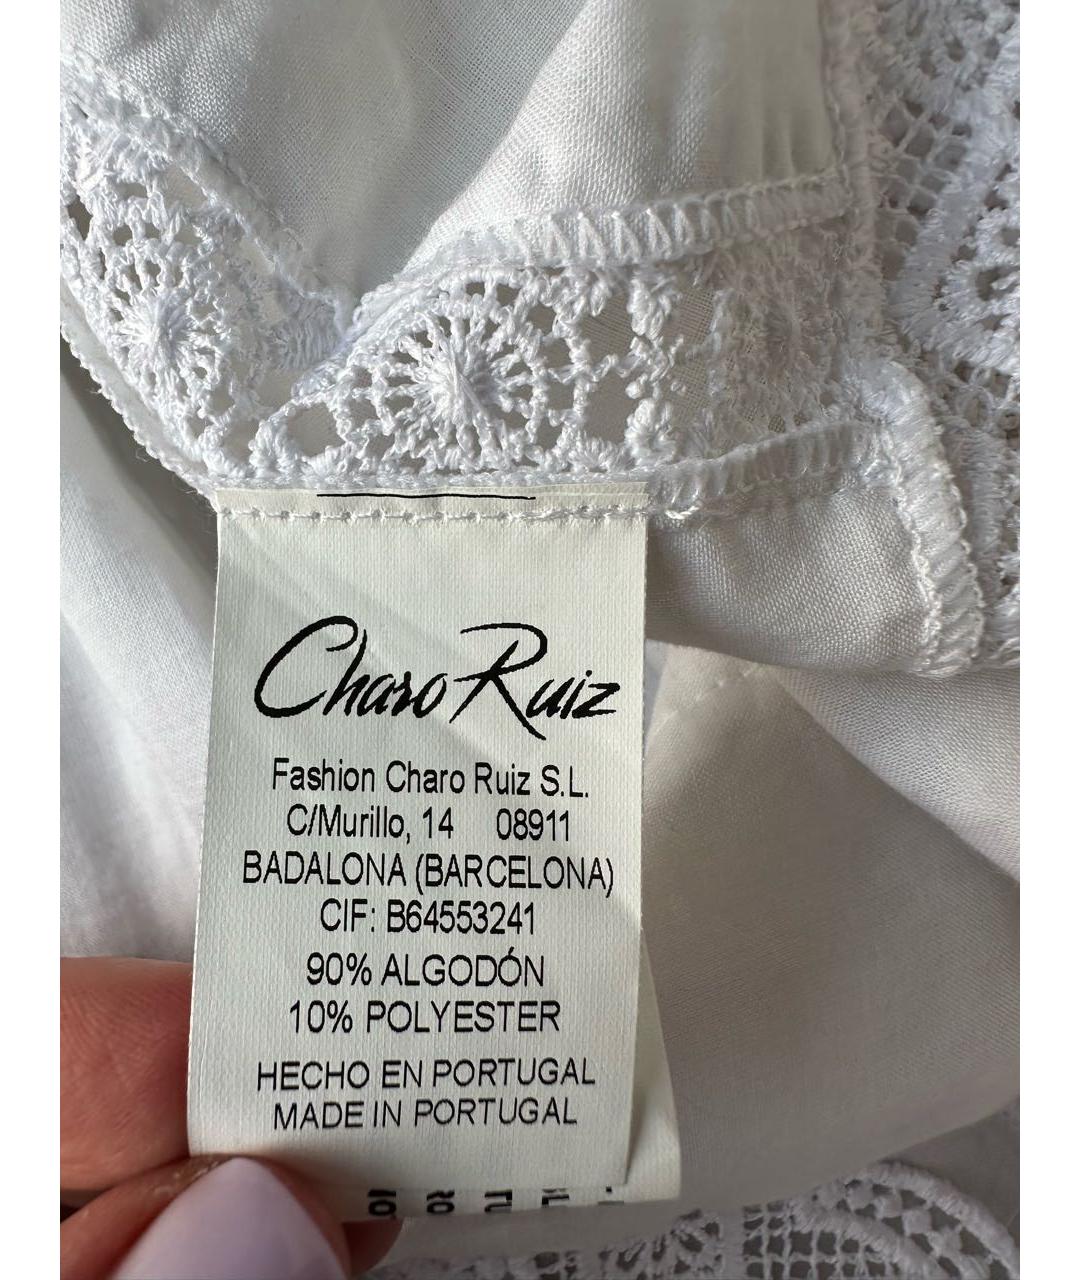 Charo Ruiz
Fashion Charo Ruiz S.L.
C/Murillo, 14 08911
BADALONA (BARCELONA)
CIF: B64553241
90% ALGODÓN
10% POLYESTER
HECHO EN PORTUGAL
MADE IN PORTUGAL